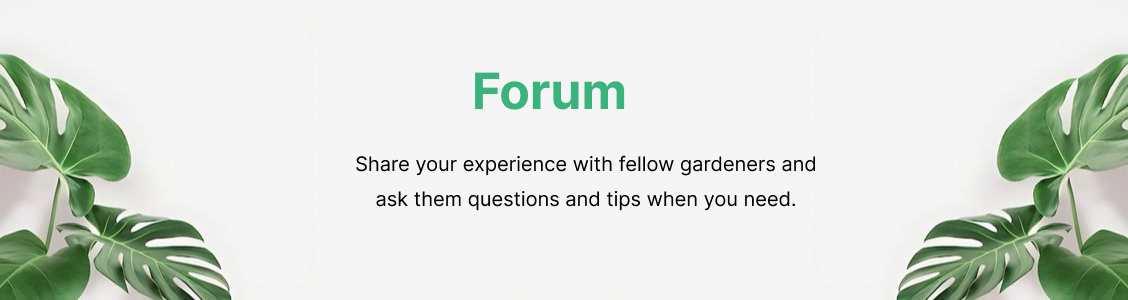 Forum
Share your experience with fellow gardeners and
ask them questions and tips when you need.